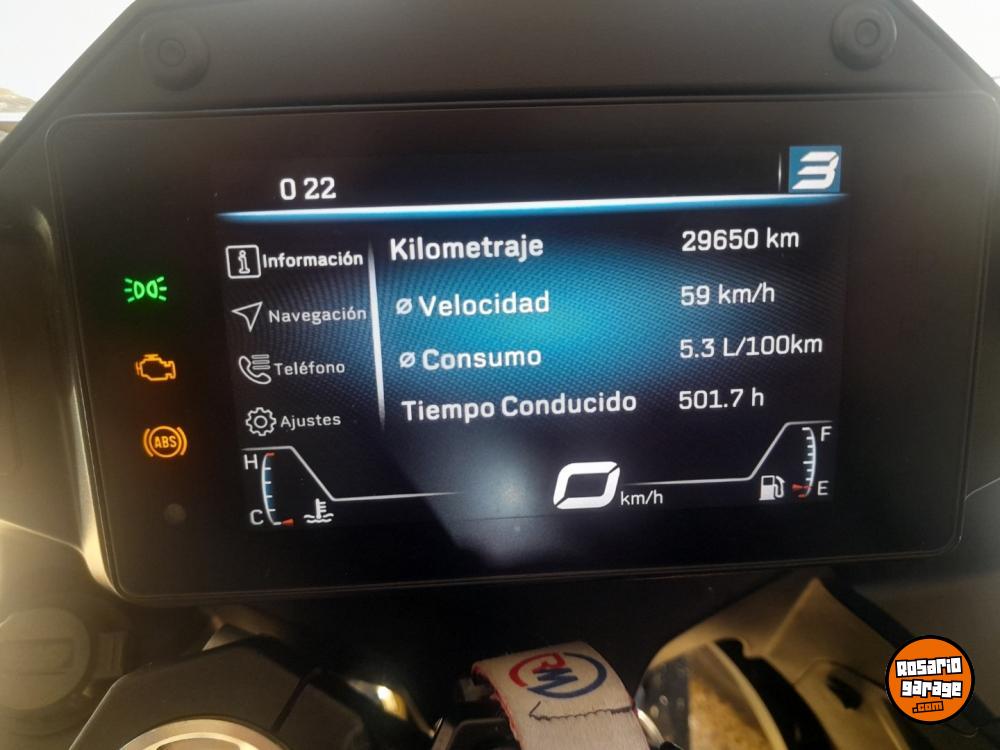 0 22
Información
Navegación
Teléfono
Ajustes
Kilometraje 29650 km
ø Velocidad 59 km/h
ø Consumo 5.3 L/100km
Tiempo Conducido 501.7 h
ABS
H
C
0 km/h
F
E
Rosario
garage
.com